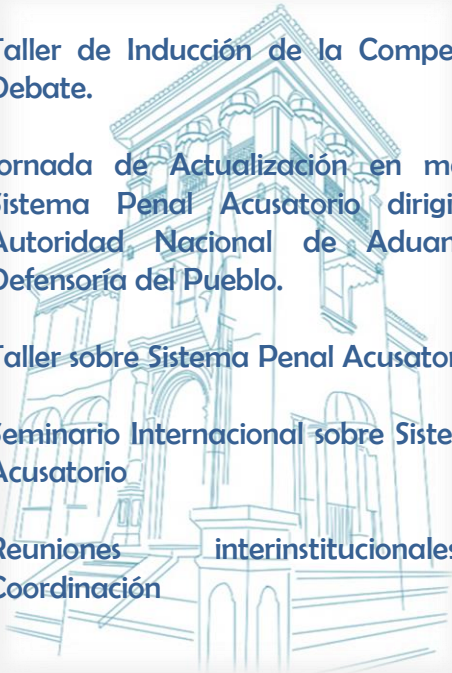 Taller de Inducción de la Compe
Debate.
Jornada de Actualización en m
Sistema Penal Acusatorio dirigi
Autoridad Nacional de Aduan
Defensoría del Pueblo.
Taller sobre Sistema Penal Acusator
Seminario Internacional sobre Siste
Acusatorio
Reuniones interinstitucionales
Coordinación